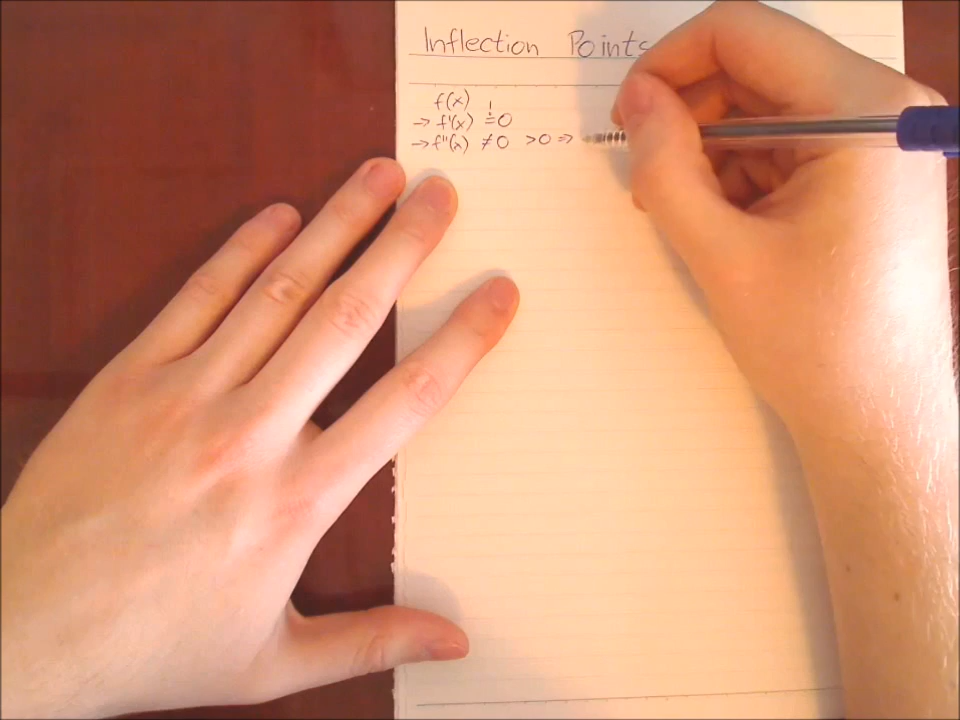 Inflection Points
f(x)
→ f'(x) != 0
→ f''(x) ≠ 0 >0 ⇒